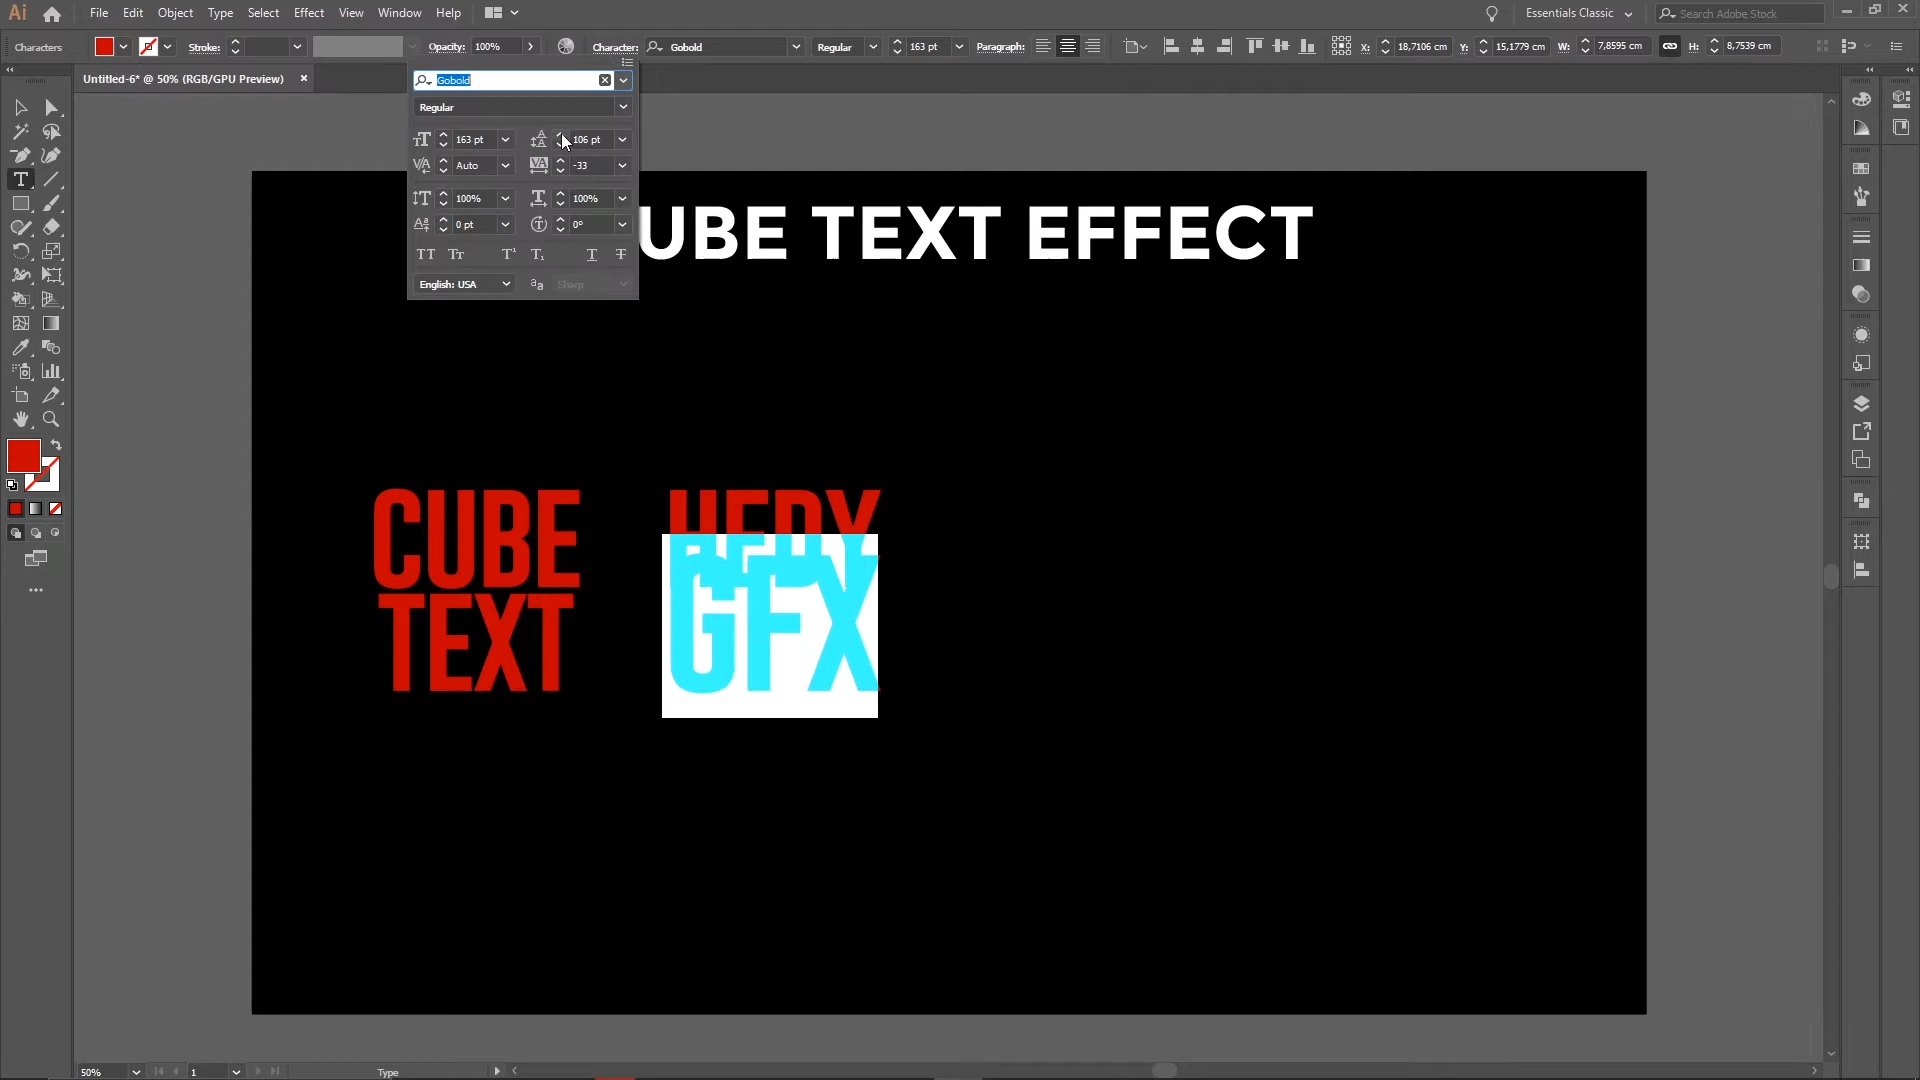 Ai File Edit Object Type Select Effect View Window Help Essentials Classic Search Adobe Stock
Characters Stroke: Opacity: 100% Character: Gobold Regular 163 pt Paragraph: X: 18,7106 cm Y: 15,1779 cm W: 7,8595 cm H: 8,7539 cm
Untitled-6* @ 50% (RGB/GPU Preview)
Gobold
Regular
163 pt 106 pt
Auto -33
100% 100%
0 pt 0°
English: USA Sharp
UBE TEXT EFFECT
CUBE
TEXT
HEDY
GFX
50% 1 Type